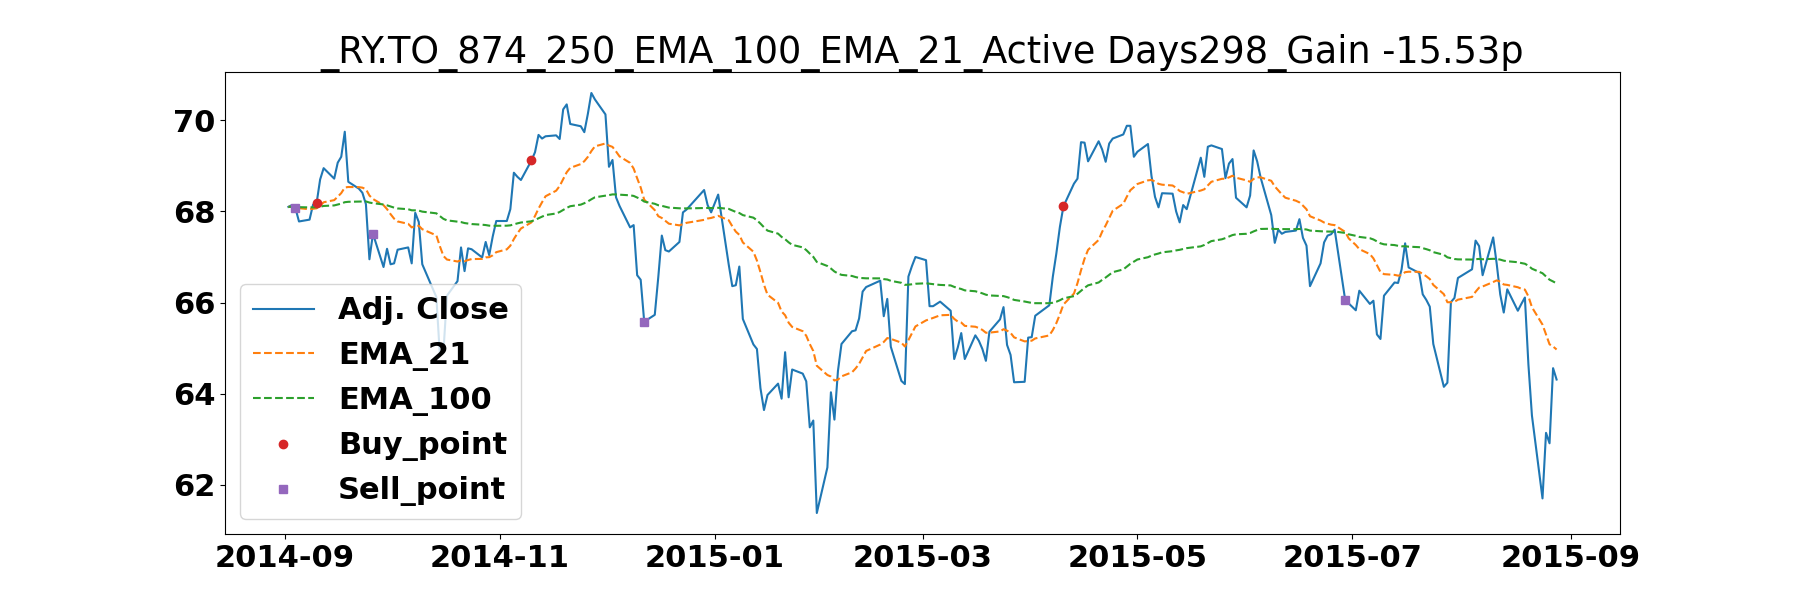 _RY.TO_874_250_EMA_100_EMA_21_Active Days298_Gain -15.53p
70
68
66
64
62
Adj. Close
EMA_21
EMA_100
Buy_point
Sell_point
2014-09 2014-11 2015-01 2015-03 2015-05 2015-07 2015-09